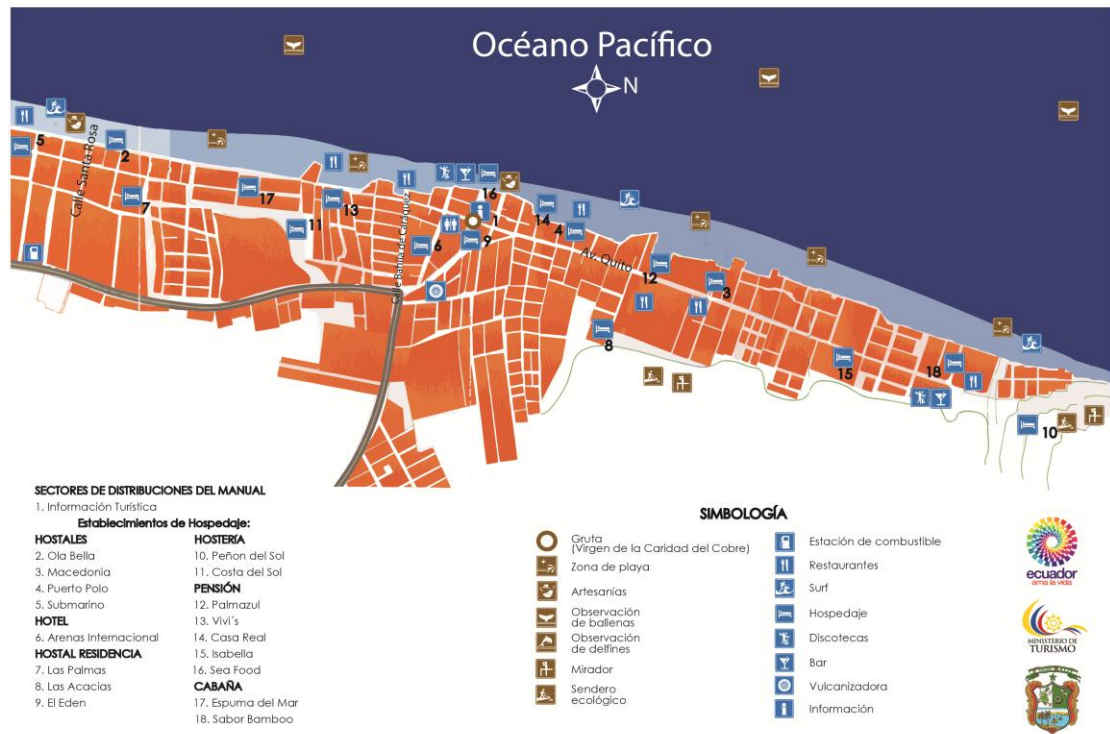 Océano Pacífico
N
5
Calle Santa Rosa
2
7
17
11
13
Calle Bahía de Caráquez
16
1
6
9
14
4
Av. Quito
12
3
8
15
18
10
SECTORES DE DISTRIBUCIONES DEL MANUAL
1. Información Turística
Establecimientos de Hospedaje:
HOSTALES
2. Ola Bella
3. Macedonia
4. Puerto Polo
5. Submarino
HOTEL
6. Arenas Internacional
HOSTAL RESIDENCIA
7. Las Palmas
8. Las Acacias
9. El Eden
HOSTERÍA
10. Peñon del Sol
11. Costa del Sol
PENSIÓN
12. Palmazul
13. Vivi´s
14. Casa Real
15. Isabella
16. Sea Food
CABAÑA
17. Espuma del Mar
18. Sabor Bamboo
SIMBOLOGÍA
Gruta
(Virgen de la Caridad del Cobre)
Zona de playa
Artesanías
Observación
de ballenas
Observación
de delfines
Mirador
Sendero
ecológico
Estación de combustible
Restaurantes
Surf
Hospedaje
Discotecas
Bar
Vulcanizadora
Información
ecuador
ama la vida
MINISTERIO DE
TURISMO